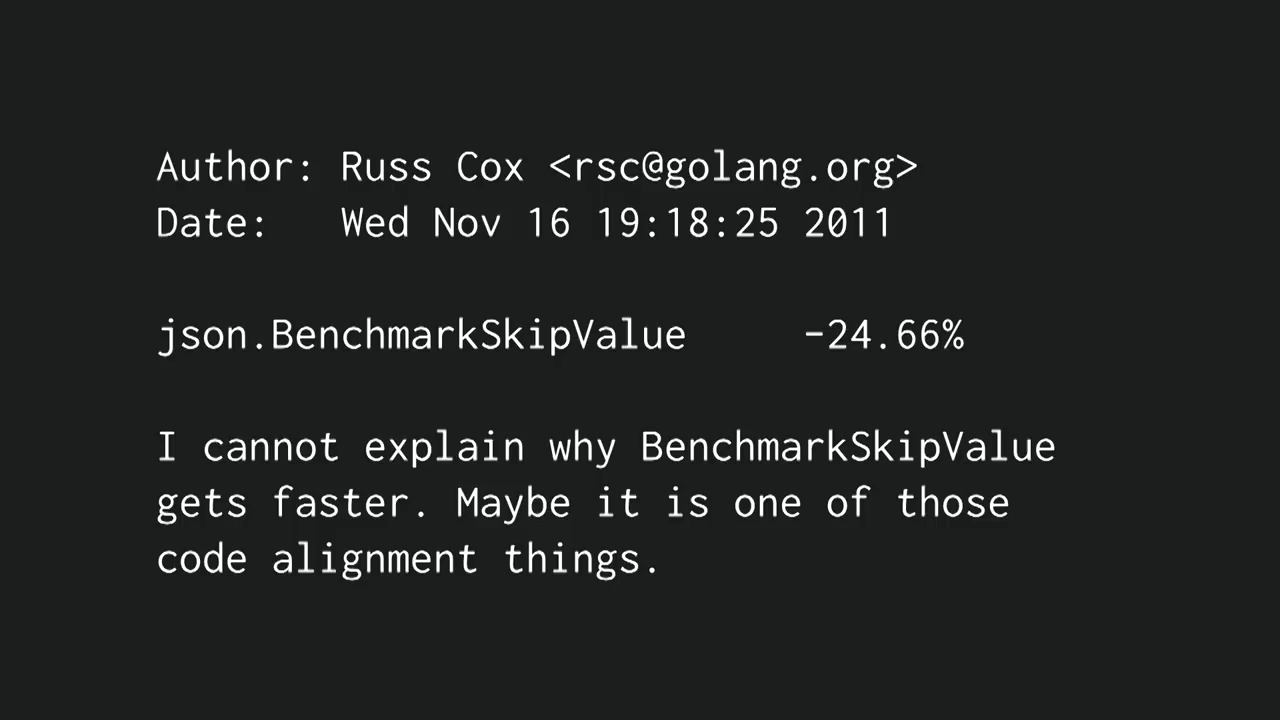 Author: Russ Cox <rsc@golang.org>
Date:   Wed Nov 16 19:18:25 2011
json.BenchmarkSkipValue     -24.66%
I cannot explain why BenchmarkSkipValue
gets faster. Maybe it is one of those
code alignment things.